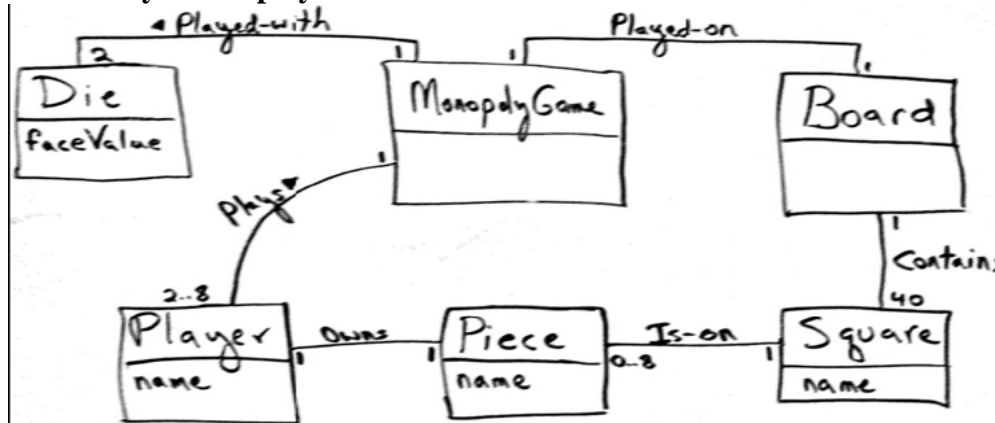 ◄ Played-with
Played-on
2
1
1
1
Die
faceValue
MonopolyGame
Board
1
Plays►
1
Contains
2..8
40
Player
name
Owns
1
1
Piece
name
Is-on
0..8
1
Square
name